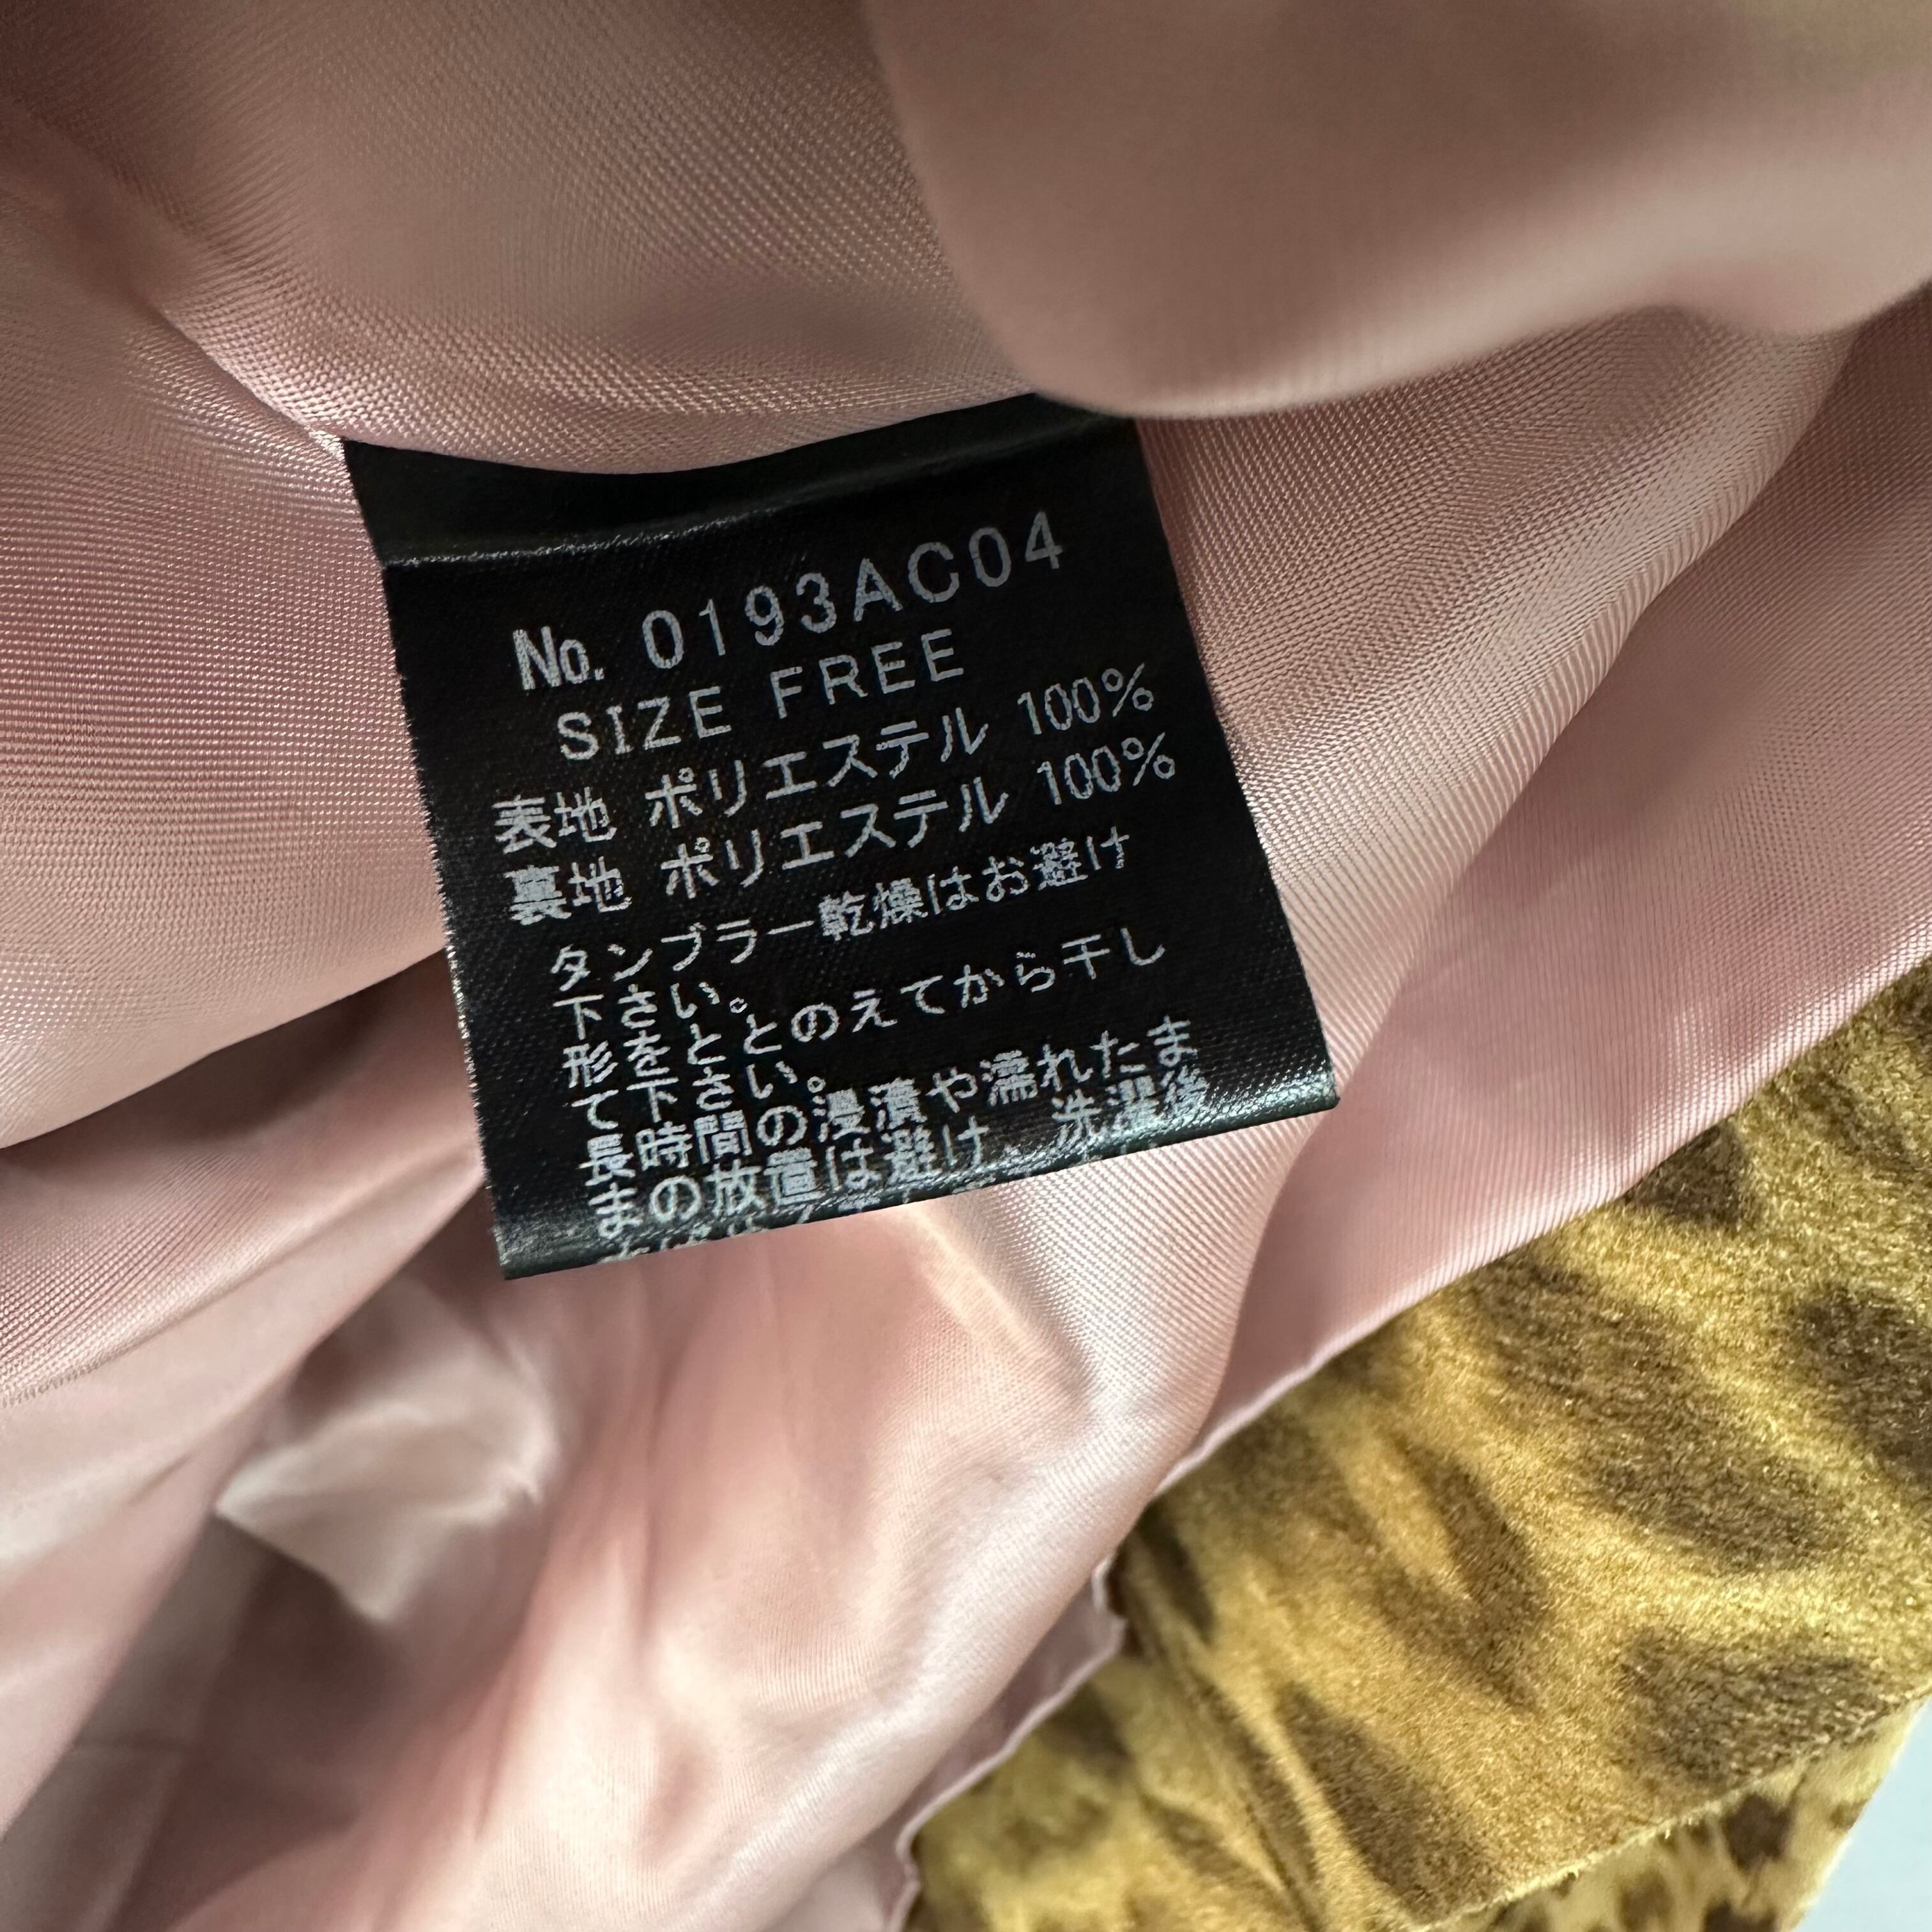 No. 0193AC04
SIZE FREE
表地 ポリエステル 100%
裏地 ポリエステル 100%
タンブラー乾燥はお避け
下さい。
形をととのえてから干し
て下さい。
長時間の浸漬や濡れたま
まの放置は避け、洗濯後